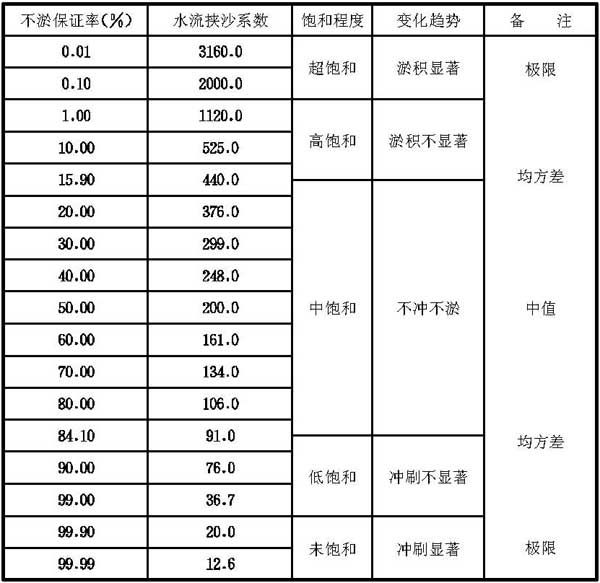 不淤保证率(%) 水流挟沙系数 饱和程度 变化趋势 备 注
0.01 3160.0
超饱和 淤积显著 极限
0.10 2000.0
1.00 1120.0
10.00 525.0 高饱和 淤积不显著
15.90 440.0 均方差
20.00 376.0
30.00 299.0
40.00 248.0
50.00 200.0 中饱和 不冲不淤 中值
60.00 161.0
70.00 134.0
80.00 106.0
84.10 91.0 均方差
90.00 76.0
低饱和 冲刷不显著
99.00 36.7
99.90 20.0
未饱和 冲刷显著 极限
99.99 12.6